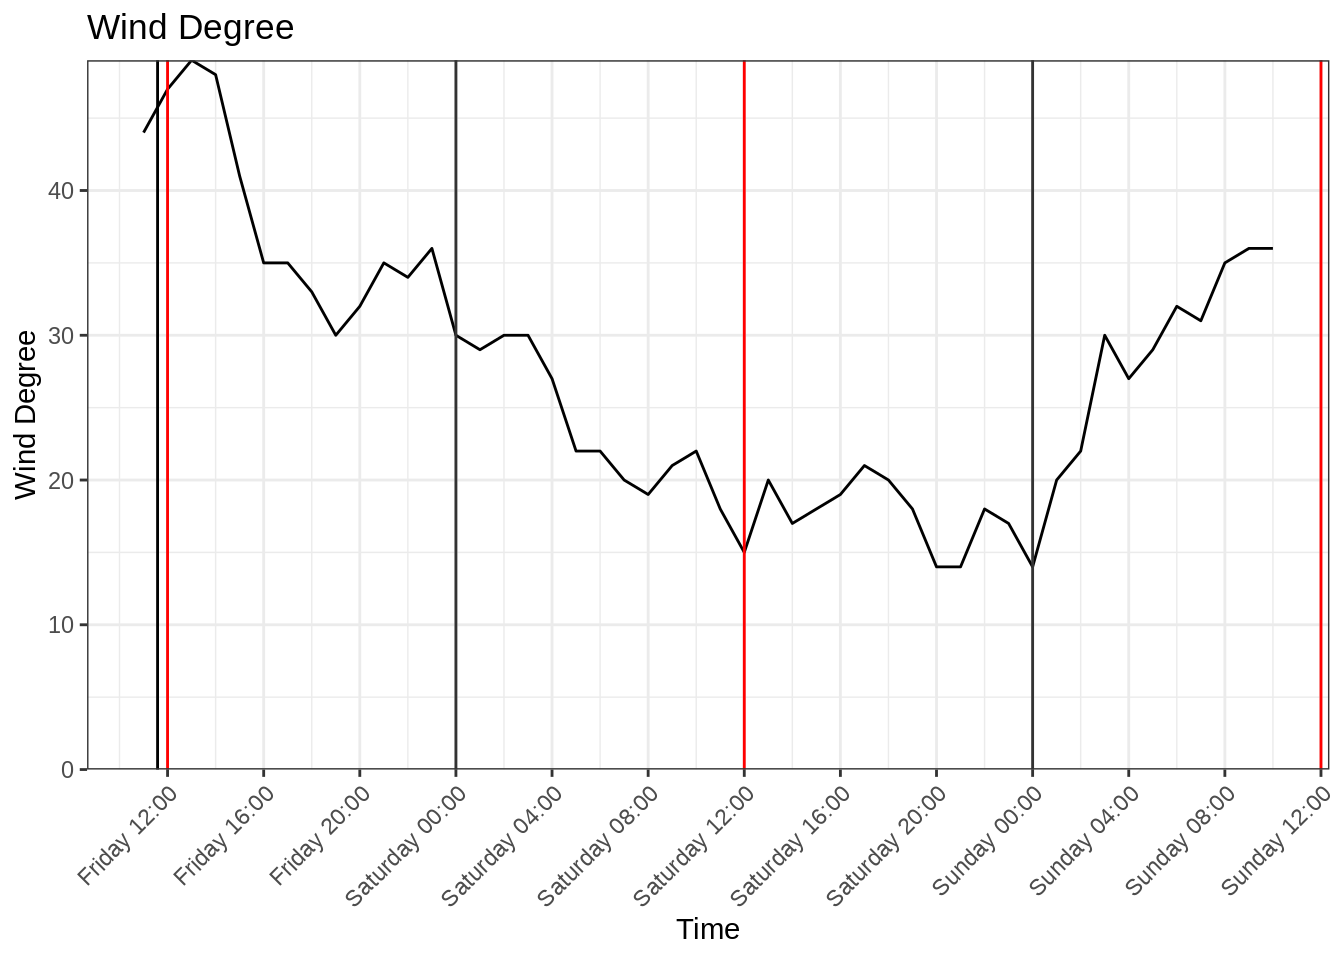 Wind Degree
Wind Degree
40
30
20
10
0
Friday 12:00
Friday 16:00
Friday 20:00
Saturday 00:00
Saturday 04:00
Saturday 08:00
Saturday 12:00
Saturday 16:00
Saturday 20:00
Sunday 00:00
Sunday 04:00
Sunday 08:00
Sunday 12:00
Time